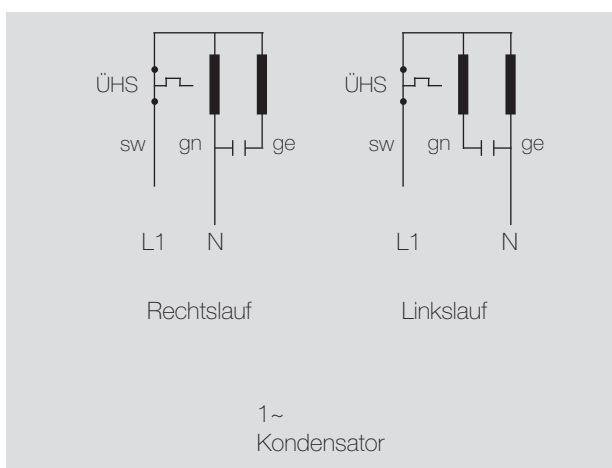 ÜHS ÜHS
sw gn ge sw gn ge
L1 N L1 N
Rechtslauf Linkslauf
1~
Kondensator